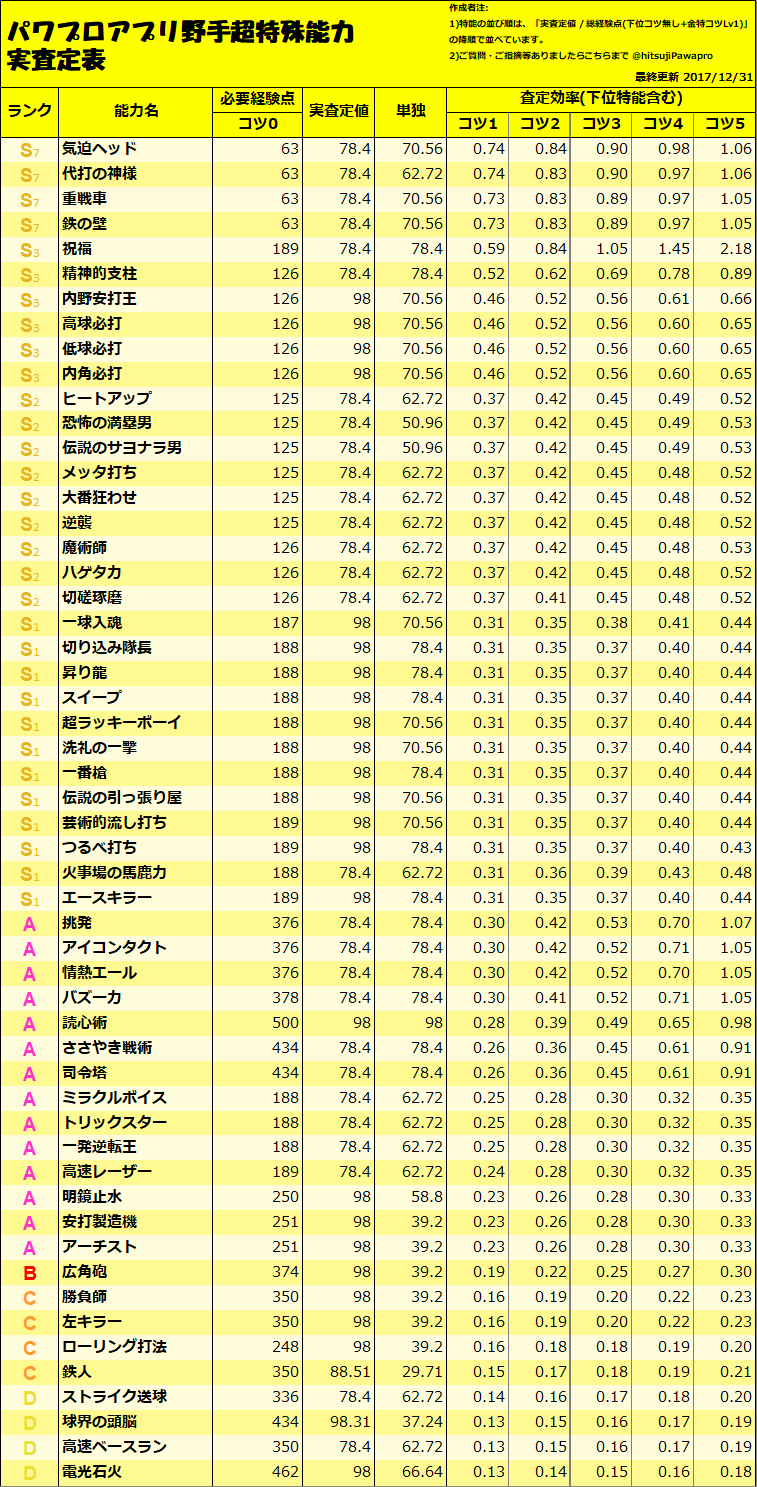 パワプロアプリ野手超特殊能力
実査定表
作成者注:
1)特能の並び順は、「実査定値 / 総経験点(下位コツ無し+金特コツLv1)」
の降順で並べています。
2)ご質問・ご指摘等ありましたらこちらまで @hitsujiPawapro
最終更新 2017/12/31
ランク 能力名 必要経験点 実査定値 単独 査定効率(下位特能含む)
コツ0 コツ1 コツ2 コツ3 コツ4 コツ5
S7 気迫ヘッド 63 78.4 70.56 0.74 0.84 0.90 0.98 1.06
S7 代打の神様 63 78.4 62.72 0.74 0.83 0.90 0.97 1.06
S7 重戦車 63 78.4 70.56 0.73 0.83 0.89 0.97 1.05
S7 鉄の壁 63 78.4 70.56 0.73 0.83 0.89 0.97 1.05
S3 祝福 189 78.4 78.4 0.59 0.84 1.05 1.45 2.18
S3 精神的支柱 126 78.4 78.4 0.52 0.62 0.69 0.78 0.89
S3 内野安打王 126 98 70.56 0.46 0.52 0.56 0.61 0.66
S3 高球必打 126 98 70.56 0.46 0.52 0.56 0.60 0.65
S3 低球必打 126 98 70.56 0.46 0.52 0.56 0.60 0.65
S3 内角必打 126 98 70.56 0.46 0.52 0.56 0.60 0.65
S2 ヒートアップ 125 78.4 62.72 0.37 0.42 0.45 0.49 0.52
S2 恐怖の満塁男 125 78.4 50.96 0.37 0.42 0.45 0.49 0.53
S2 伝説のサヨナラ男 125 78.4 50.96 0.37 0.42 0.45 0.49 0.53
S2 メッタ打ち 125 78.4 62.72 0.37 0.42 0.45 0.48 0.52
S2 大番狂わせ 125 78.4 62.72 0.37 0.42 0.45 0.48 0.52
S2 逆襲 125 78.4 62.72 0.37 0.42 0.45 0.48 0.52
S2 魔術師 126 78.4 62.72 0.37 0.42 0.45 0.48 0.53
S2 ハゲタカ 126 78.4 62.72 0.37 0.42 0.45 0.48 0.52
S2 切磋琢磨 126 78.4 62.72 0.37 0.41 0.45 0.48 0.52
S1 一球入魂 187 98 70.56 0.31 0.35 0.38 0.41 0.44
S1 切り込み隊長 188 98 78.4 0.31 0.35 0.37 0.40 0.44
S1 昇り龍 188 98 78.4 0.31 0.35 0.37 0.40 0.44
S1 スイープ 188 98 78.4 0.31 0.35 0.37 0.40 0.44
S1 超ラッキーボーイ 188 98 70.56 0.31 0.35 0.37 0.40 0.44
S1 洗礼の一撃 188 98 70.56 0.31 0.35 0.37 0.40 0.44
S1 一番槍 188 98 78.4 0.31 0.35 0.37 0.40 0.44
S1 伝説の引っ張り屋 188 98 70.56 0.31 0.35 0.37 0.40 0.44
S1 芸術的流し打ち 189 98 70.56 0.31 0.35 0.37 0.40 0.44
S1 つるべ打ち 189 98 78.4 0.31 0.35 0.37 0.40 0.43
S1 火事場の馬鹿力 188 78.4 62.72 0.31 0.36 0.39 0.43 0.48
S1 エースキラー 189 98 78.4 0.31 0.35 0.37 0.40 0.44
A 挑発 376 78.4 78.4 0.30 0.42 0.53 0.70 1.07
A アイコンタクト 376 78.4 78.4 0.30 0.42 0.52 0.71 1.05
A 情熱エール 376 78.4 78.4 0.30 0.42 0.52 0.70 1.05
A バズーカ 378 78.4 78.4 0.30 0.41 0.52 0.71 1.05
A 読心術 500 98 98 0.28 0.39 0.49 0.65 0.98
A ささやき戦術 434 78.4 78.4 0.26 0.36 0.45 0.61 0.91
A 司令塔 434 78.4 78.4 0.26 0.36 0.45 0.61 0.91
A ミラクルボイス 188 78.4 62.72 0.25 0.28 0.30 0.32 0.35
A トリックスター 188 78.4 62.72 0.25 0.28 0.30 0.32 0.35
A 一発逆転王 188 78.4 62.72 0.25 0.28 0.30 0.32 0.35
A 高速レーザー 189 78.4 62.72 0.24 0.28 0.30 0.32 0.35
A 明鏡止水 250 98 58.8 0.23 0.26 0.28 0.30 0.33
A 安打製造機 251 98 39.2 0.23 0.26 0.28 0.30 0.33
A アーチスト 251 98 39.2 0.23 0.26 0.28 0.30 0.33
B 広角砲 374 98 39.2 0.19 0.22 0.25 0.27 0.30
C 勝負師 350 98 39.2 0.16 0.19 0.20 0.22 0.23
C 左キラー 350 98 39.2 0.16 0.19 0.20 0.22 0.23
C ローリング打法 248 98 39.2 0.16 0.18 0.18 0.19 0.20
C 鉄人 350 88.51 29.71 0.15 0.17 0.18 0.19 0.21
D ストライク送球 336 78.4 62.72 0.14 0.16 0.17 0.18 0.20
D 球界の頭脳 434 98.31 37.24 0.13 0.15 0.16 0.17 0.19
D 高速ベースラン 350 78.4 62.72 0.13 0.15 0.16 0.17 0.19
D 電光石火 462 98 66.64 0.13 0.14 0.15 0.16 0.18